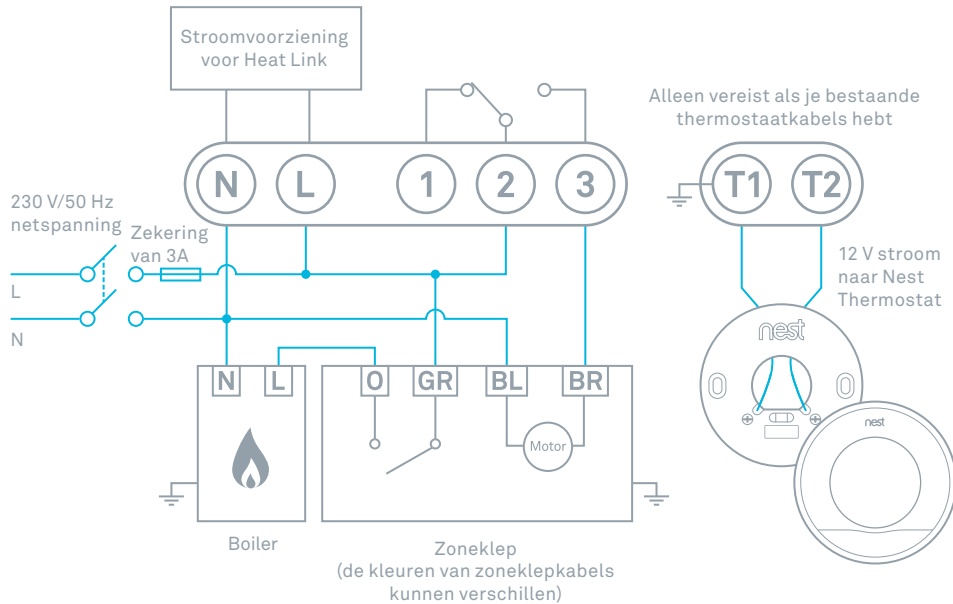 Stroomvoorziening
voor Heat Link
Alleen vereist als je bestaande
thermostaatkabels hebt
N L 1 2 3 T1 T2
230 V/50 Hz
netspanning
Zekering
van 3A
L
N
12 V stroom
naar Nest
Thermostat
nest
N L O GR BL BR
Motor
nest
Boiler
Zoneklep
(de kleuren van zoneklepkabels
kunnen verschillen)